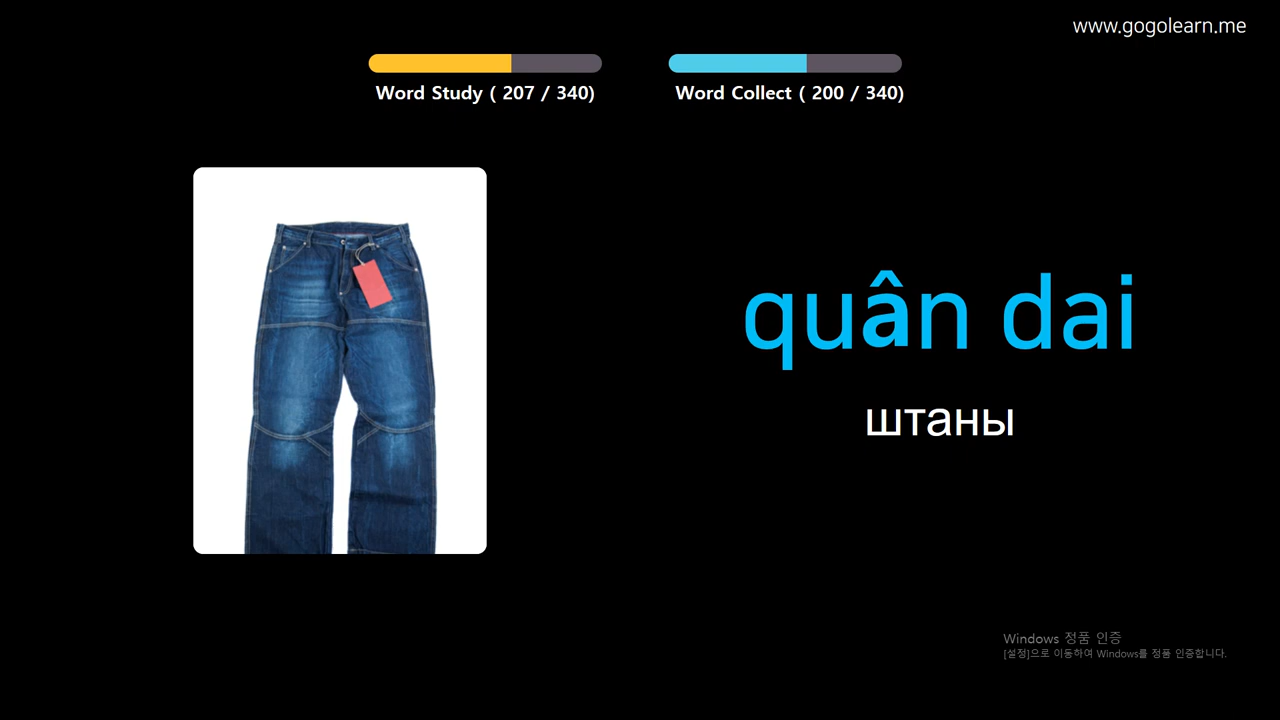 www.gogolearn.me
Word Study ( 207 / 340)
Word Collect ( 200 / 340)
quân dai
штаны
Windows 정품 인증
[설정]으로 이동하여 Windows를 정품 인증합니다.